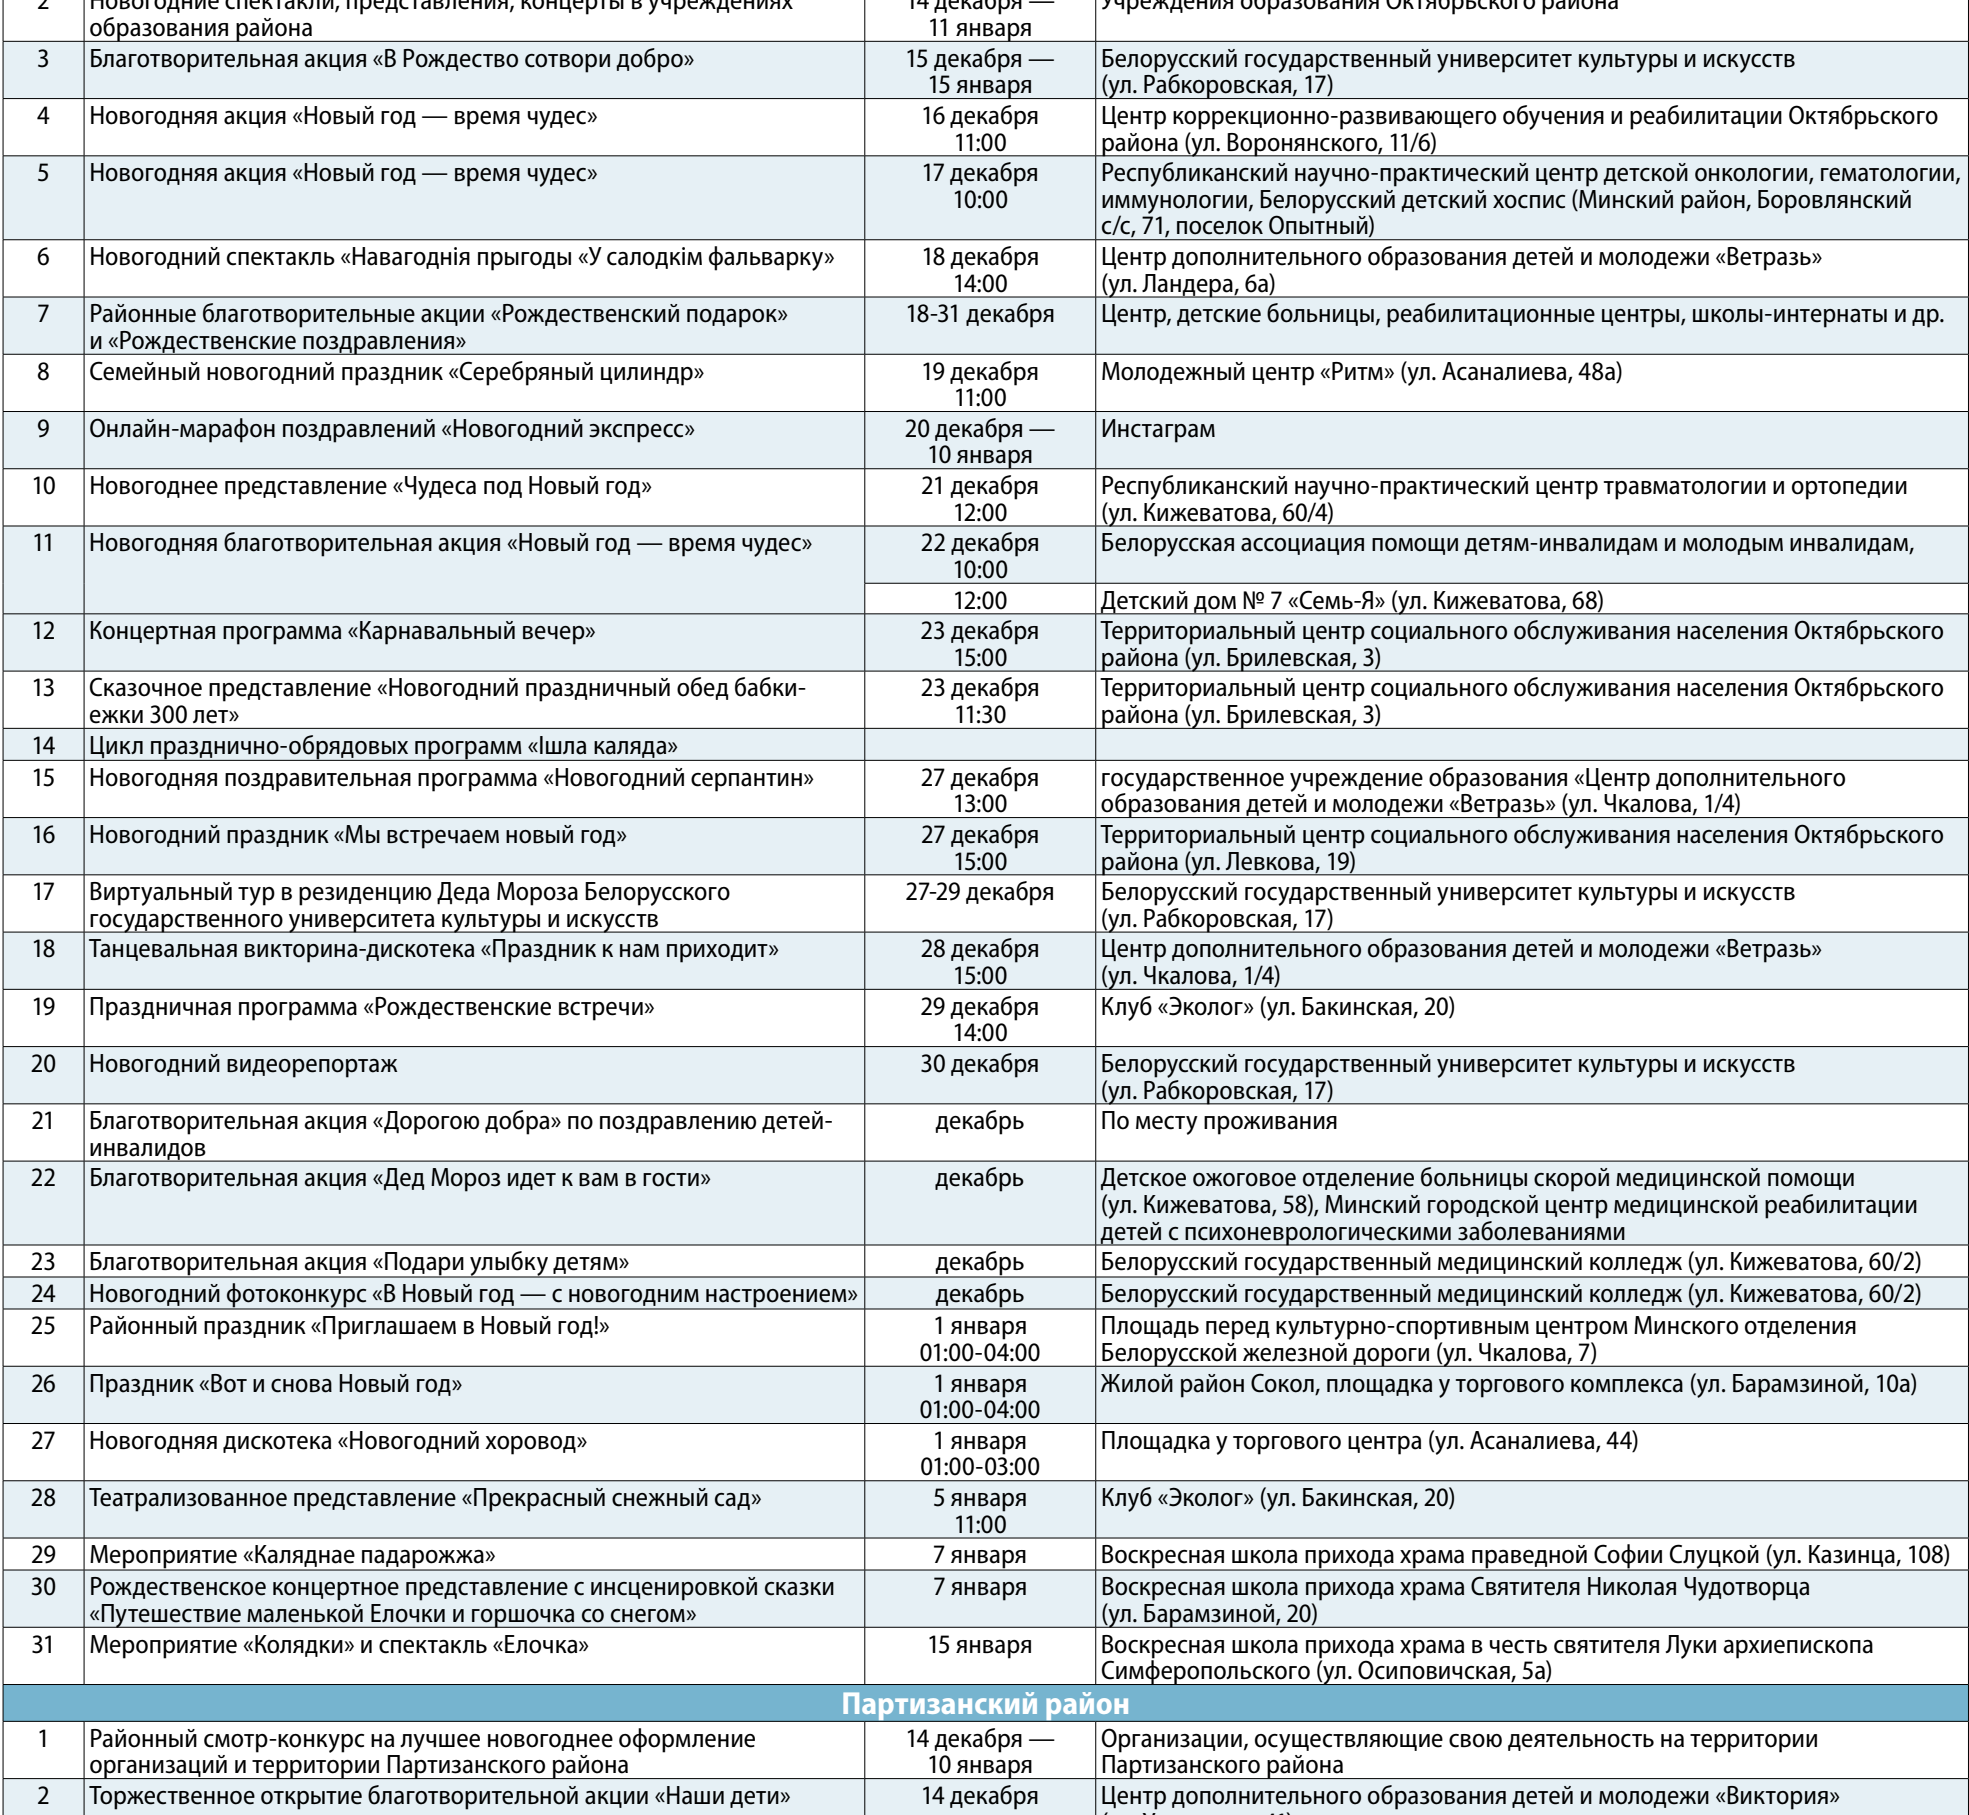 2 Новогодние спектакли, представления, концерты в учреждениях 14 декабря — Учреждения образования Октябрьского района
образования района 11 января
3 Благотворительная акция «В Рождество сотвори добро» 15 декабря — Белорусский государственный университет культуры и искусств
15 января (ул. Рабкоровская, 17)
4 Новогодняя акция «Новый год — время чудес» 16 декабря Центр коррекционно-развивающего обучения и реабилитации Октябрьского
11:00 района (ул. Воронянского, 11/6)
5 Новогодняя акция «Новый год — время чудес» 17 декабря Республиканский научно-практический центр детской онкологии, гематологии,
10:00 иммунологии, Белорусский детский хоспис (Минский район, Боровлянский
с/с, 71, поселок Опытный)
6 Новогодний спектакль «Навагоднія прыгоды «У салодкім фальварку» 18 декабря Центр дополнительного образования детей и молодежи «Ветразь»
14:00 (ул. Ландера, 6а)
7 Районные благотворительные акции «Рождественский подарок» 18-31 декабря Центр, детские больницы, реабилитационные центры, школы-интернаты и др.
и «Рождественские поздравления»
8 Семейный новогодний праздник «Серебряный цилиндр» 19 декабря Молодежный центр «Ритм» (ул. Асаналиева, 48а)
11:00
9 Онлайн-марафон поздравлений «Новогодний экспресс» 20 декабря — Инстаграм
10 января
10 Новогоднее представление «Чудеса под Новый год» 21 декабря Республиканский научно-практический центр травматологии и ортопедии
12:00 (ул. Кижеватова, 60/4)
11 Новогодняя благотворительная акция «Новый год — время чудес» 22 декабря Белорусская ассоциация помощи детям-инвалидам и молодым инвалидам,
10:00
12:00 Детский дом № 7 «Семь-Я» (ул. Кижеватова, 68)
12 Концертная программа «Карнавальный вечер» 23 декабря Территориальный центр социального обслуживания населения Октябрьского
15:00 района (ул. Брилевская, 3)
13 Сказочное представление «Новогодний праздничный обед бабки- 23 декабря Территориальный центр социального обслуживания населения Октябрьского
ежки 300 лет» 11:30 района (ул. Брилевская, 3)
14 Цикл празднично-обрядовых программ «Ішла каляда»
15 Новогодняя поздравительная программа «Новогодний серпантин» 27 декабря государственное учреждение образования «Центр дополнительного
13:00 образования детей и молодежи «Ветразь» (ул. Чкалова, 1/4)
16 Новогодний праздник «Мы встречаем новый год» 27 декабря Территориальный центр социального обслуживания населения Октябрьского
15:00 района (ул. Левкова, 19)
17 Виртуальный тур в резиденцию Деда Мороза Белорусского 27-29 декабря Белорусский государственный университет культуры и искусств
государственного университета культуры и искусств (ул. Рабкоровская, 17)
18 Танцевальная викторина-дискотека «Праздник к нам приходит» 28 декабря Центр дополнительного образования детей и молодежи «Ветразь»
15:00 (ул. Чкалова, 1/4)
19 Праздничная программа «Рождественские встречи» 29 декабря Клуб «Эколог» (ул. Бакинская, 20)
14:00
20 Новогодний видеорепортаж 30 декабря Белорусский государственный университет культуры и искусств
(ул. Рабкоровская, 17)
21 Благотворительная акция «Дорогою добра» по поздравлению детей- декабрь По месту проживания
инвалидов
22 Благотворительная акция «Дед Мороз идет к вам в гости» декабрь Детское ожоговое отделение больницы скорой медицинской помощи
(ул. Кижеватова, 58), Минский городской центр медицинской реабилитации
детей с психоневрологическими заболеваниями
23 Благотворительная акция «Подари улыбку детям» декабрь Белорусский государственный медицинский колледж (ул. Кижеватова, 60/2)
24 Новогодний фотоконкурс «В Новый год — с новогодним настроением» декабрь Белорусский государственный медицинский колледж (ул. Кижеватова, 60/2)
25 Районный праздник «Приглашаем в Новый год!» 1 января Площадь перед культурно-спортивным центром Минского отделения
01:00-04:00 Белорусской железной дороги (ул. Чкалова, 7)
26 Праздник «Вот и снова Новый год» 1 января Жилой район Сокол, площадка у торгового комплекса (ул. Барамзиной, 10а)
01:00-04:00
27 Новогодняя дискотека «Новогодний хоровод» 1 января Площадка у торгового центра (ул. Асаналиева, 44)
01:00-03:00
28 Театрализованное представление «Прекрасный снежный сад» 5 января Клуб «Эколог» (ул. Бакинская, 20)
11:00
29 Мероприятие «Каляднае падарожжа» 7 января Воскресная школа прихода храма праведной Софии Слуцкой (ул. Казинца, 108)
30 Рождественское концертное представление с инсценировкой сказки 7 января Воскресная школа прихода храма Святителя Николая Чудотворца
«Путешествие маленькой Елочки и горшочка со снегом» (ул. Барамзиной, 20)
31 Мероприятие «Колядки» и спектакль «Елочка» 15 января Воскресная школа прихода храма в честь святителя Луки архиепископа
Симферопольского (ул. Осиповичская, 5а)
Партизанский район
1 Районный смотр-конкурс на лучшее новогоднее оформление 14 декабря — Организации, осуществляющие свою деятельность на территории
организаций и территории Партизанского района 10 января Партизанского района
2 Торжественное открытие благотворительной акции «Наши дети» 14 декабря Центр дополнительного образования детей и молодежи «Виктория»